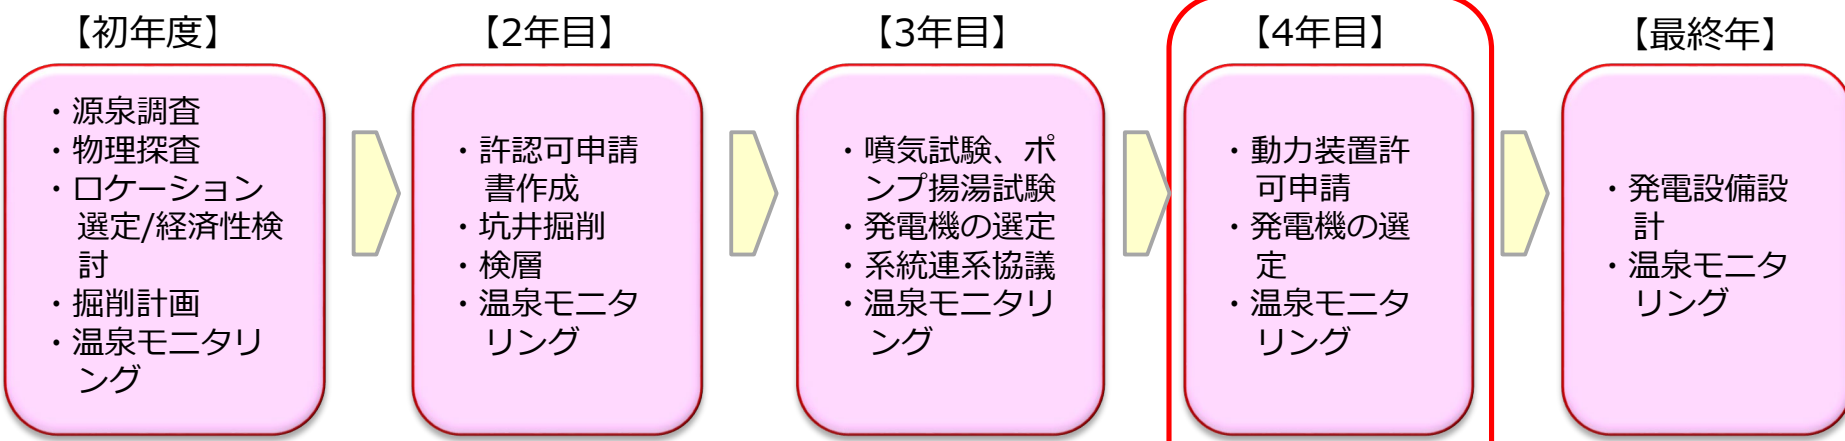 【初年度】
・源泉調査
・物理探査
・ロケーション
選定/経済性検
討
・掘削計画
・温泉モニタリ
ング
【2年目】
・許認可申請
書作成
・坑井掘削
・検層
・温泉モニタ
リング
【3年目】
・噴気試験、ポ
ンプ揚湯試験
・発電機の選定
・系統連系協議
・温泉モニタリ
ング
【4年目】
・動力装置許
可申請
・発電機の選
定
・温泉モニタ
リング
【最終年】
・発電設備設
計
・温泉モニタ
リング